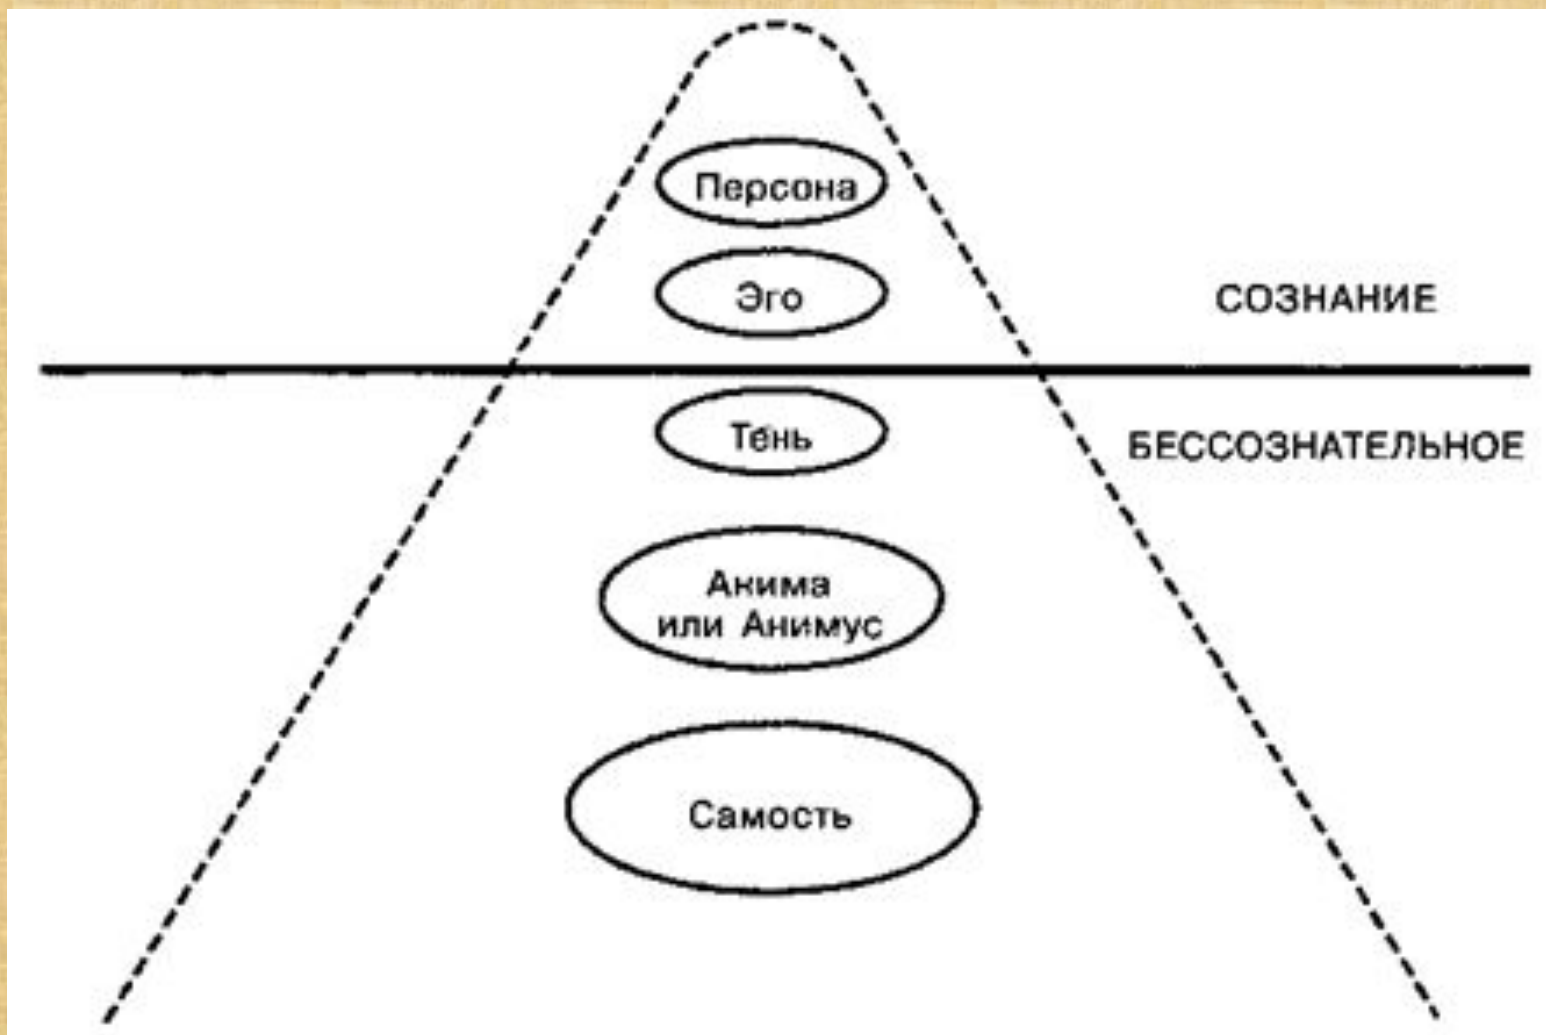 Персона
Эго
СОЗНАНИЕ
Тень
БЕССОЗНАТЕЛЬНОЕ
Анима
или Анимус
Самость